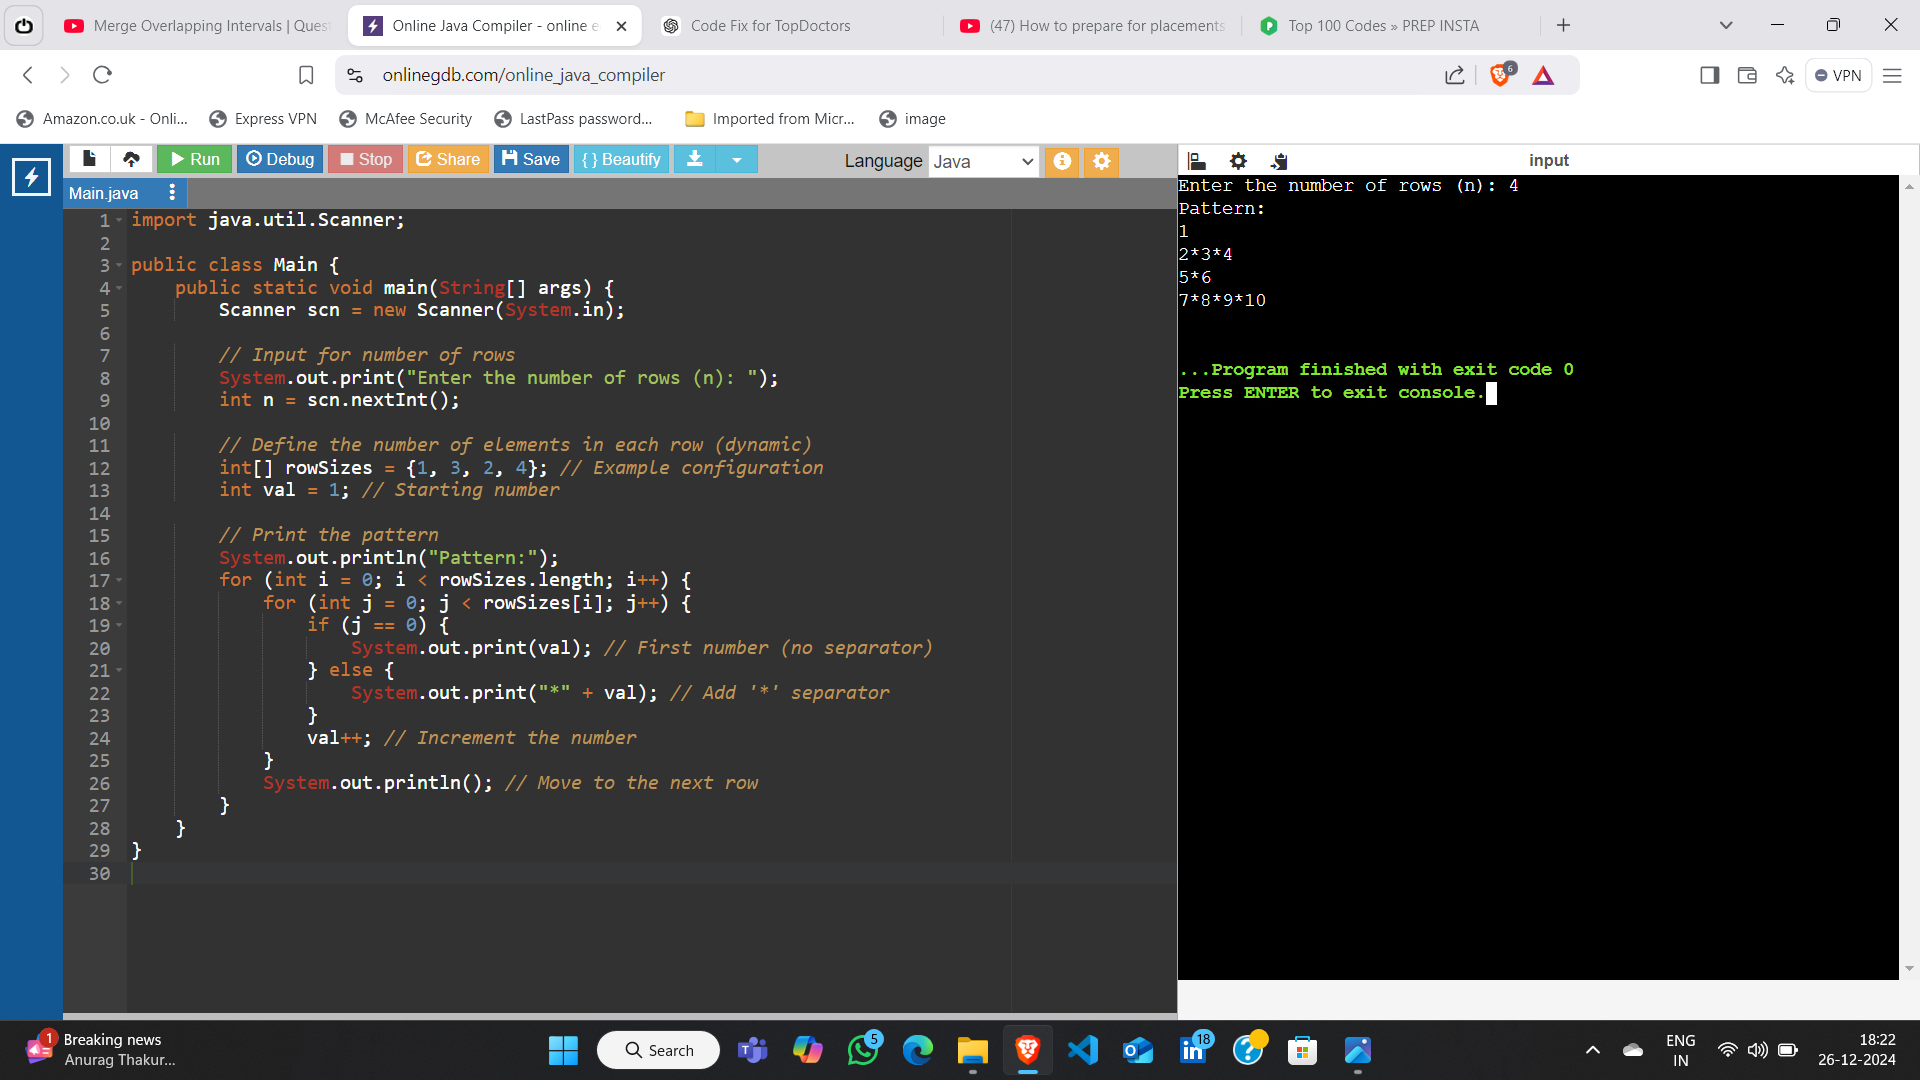 Merge Overlapping Intervals | Ques
Online Java Compiler - online e
Code Fix for TopDoctors
(47) How to prepare for placements
Top 100 Codes » PREP INSTA
onlinegdb.com/online_java_compiler
6
VPN
Amazon.co.uk - Onli...
Express VPN
McAfee Security
LastPass password...
Imported from Micr...
image
Run
Debug
Stop
Share
Save
{ } Beautify
Language
Java
input
Main.java
1 import java.util.Scanner;
2
3 public class Main {
4 public static void main(String[] args) {
5 Scanner scn = new Scanner(System.in);
6
7 // Input for number of rows
8 System.out.print("Enter the number of rows (n): ");
9 int n = scn.nextInt();
10
11 // Define the number of elements in each row (dynamic)
12 int[] rowSizes = {1, 3, 2, 4}; // Example configuration
13 int val = 1; // Starting number
14
15 // Print the pattern
16 System.out.println("Pattern:");
17 for (int i = 0; i < rowSizes.length; i++) {
18 for (int j = 0; j < rowSizes[i]; j++) {
19 if (j == 0) {
20 System.out.print(val); // First number (no separator)
21 } else {
22 System.out.print("*" + val); // Add '*' separator
23 }
24 val++; // Increment the number
25 }
26 System.out.println(); // Move to the next row
27 }
28 }
29 }
30
Enter the number of rows (n): 4
Pattern:
1
2*3*4
5*6
7*8*9*10
...Program finished with exit code 0
Press ENTER to exit console.
1
Breaking news
Anurag Thakur...
Search
5
18
ENG
IN
18:22
26-12-2024